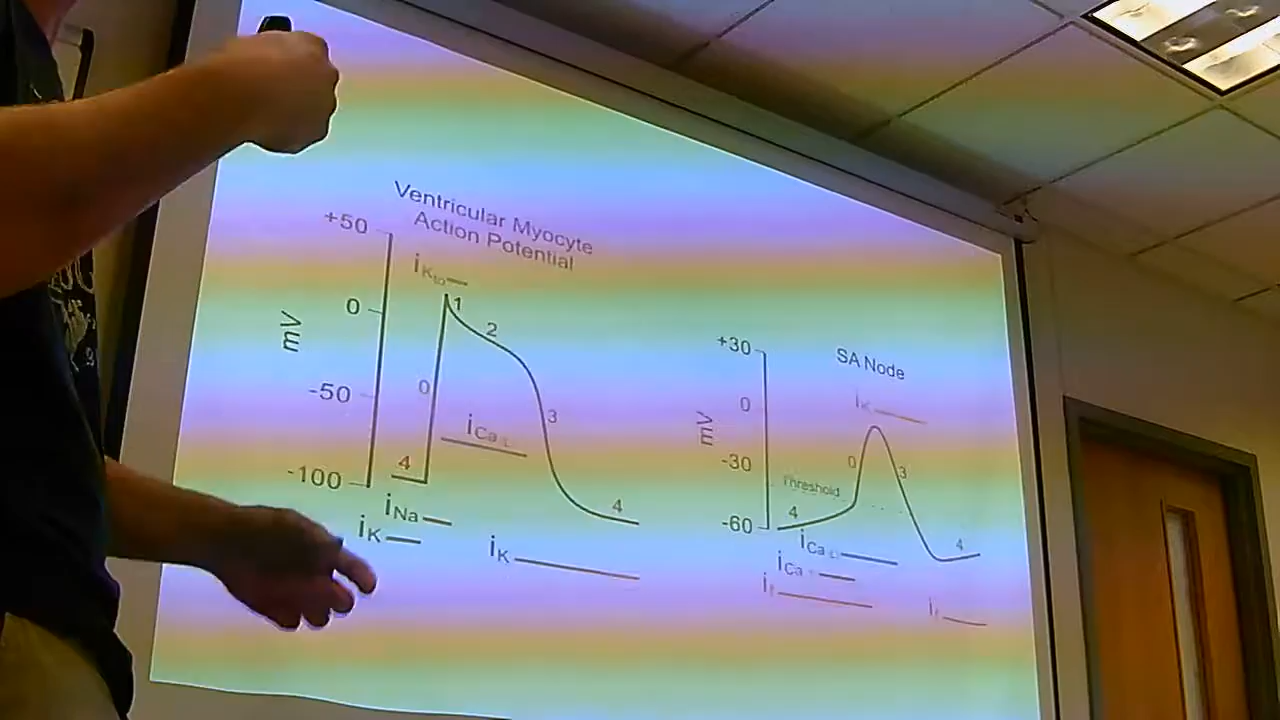 Ventricular Myocyte
Action Potential
+50
0
-50
-100
mV
iKto
1
2
0
3
4
4
iCa L
iNa
iK
iK
SA Node
+30
0
-30
-60
mV
iK
0
3
Threshold
4
4
iCa L
iCa
if
if